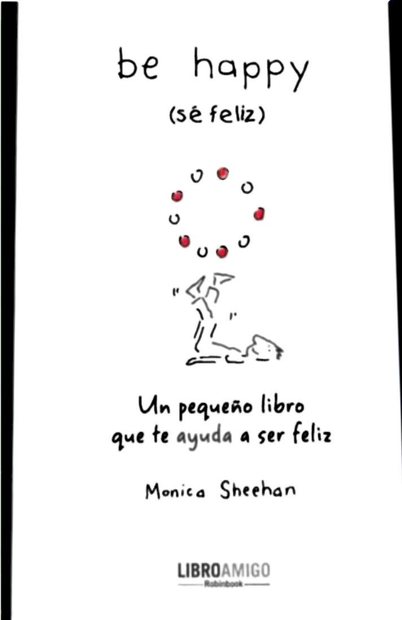 be happy
(sé feliz)
Un pequeño libro
que te ayuda a ser feliz
Monica Sheehan
LIBROAMIGO
Robinbook